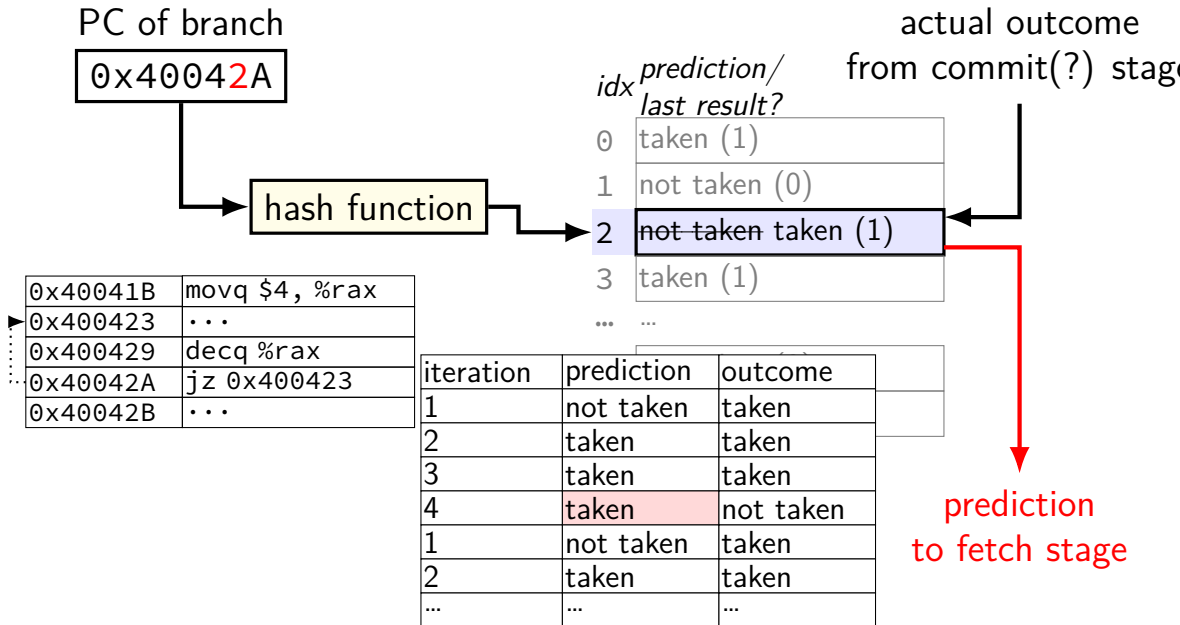 PC of branch
0x40042A
hash function
idx
prediction/
last result?
0 taken (1)
1 not taken (0)
2 not taken taken (1)
3 taken (1)
… …
actual outcome
from commit(?) stage
prediction
to fetch stage
0x40041B movq $4, %rax
0x400423 ...
0x400429 decq %rax
0x40042A jz 0x400423
0x40042B ...
iteration prediction outcome
1 not taken taken
2 taken taken
3 taken taken
4 taken not taken
1 not taken taken
2 taken taken
… … …